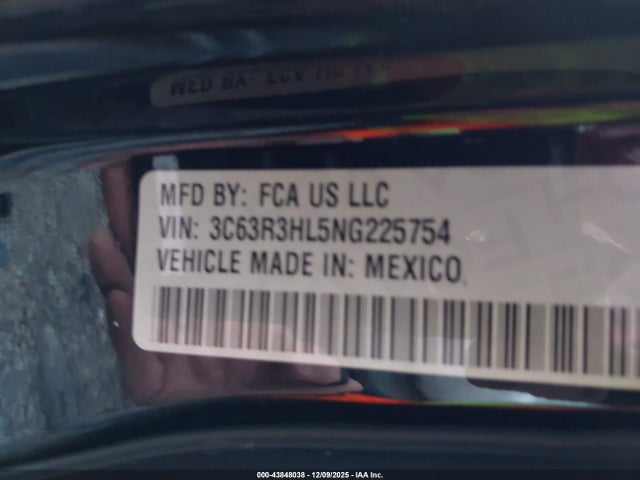 MFD BY: FCA US LLC
VIN: 3C63R3HL5NG225754
VEHICLE MADE IN: MEXICO
000-43848038 - 12/09/2025 - IAA Inc.